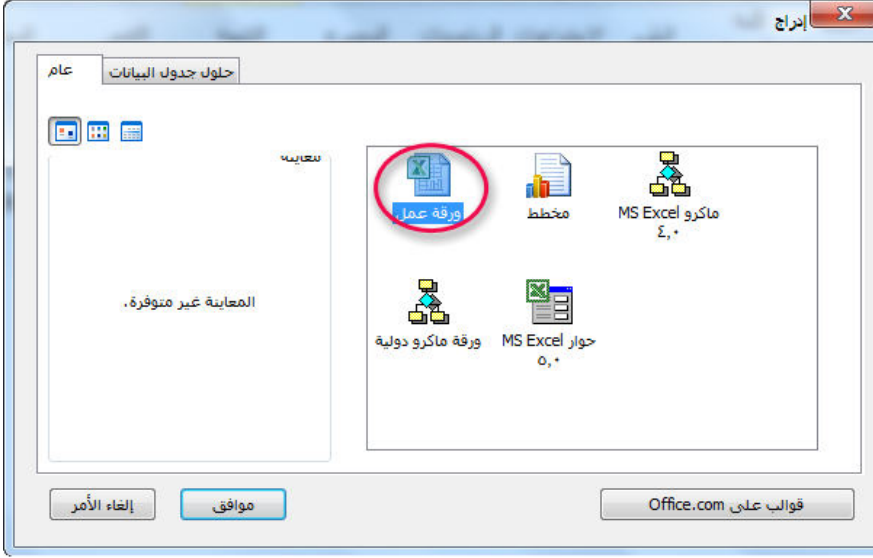 إدراج
عام
حلول جدول البيانات
معاينة
المعاينة غير متوفرة.
ورقة عمل
مخطط
ماكرو MS Excel
٤,٠
ورقة ماكرو دولية
حوار MS Excel
٥,٠
إلغاء الأمر
موافق
قوالب على Office.com